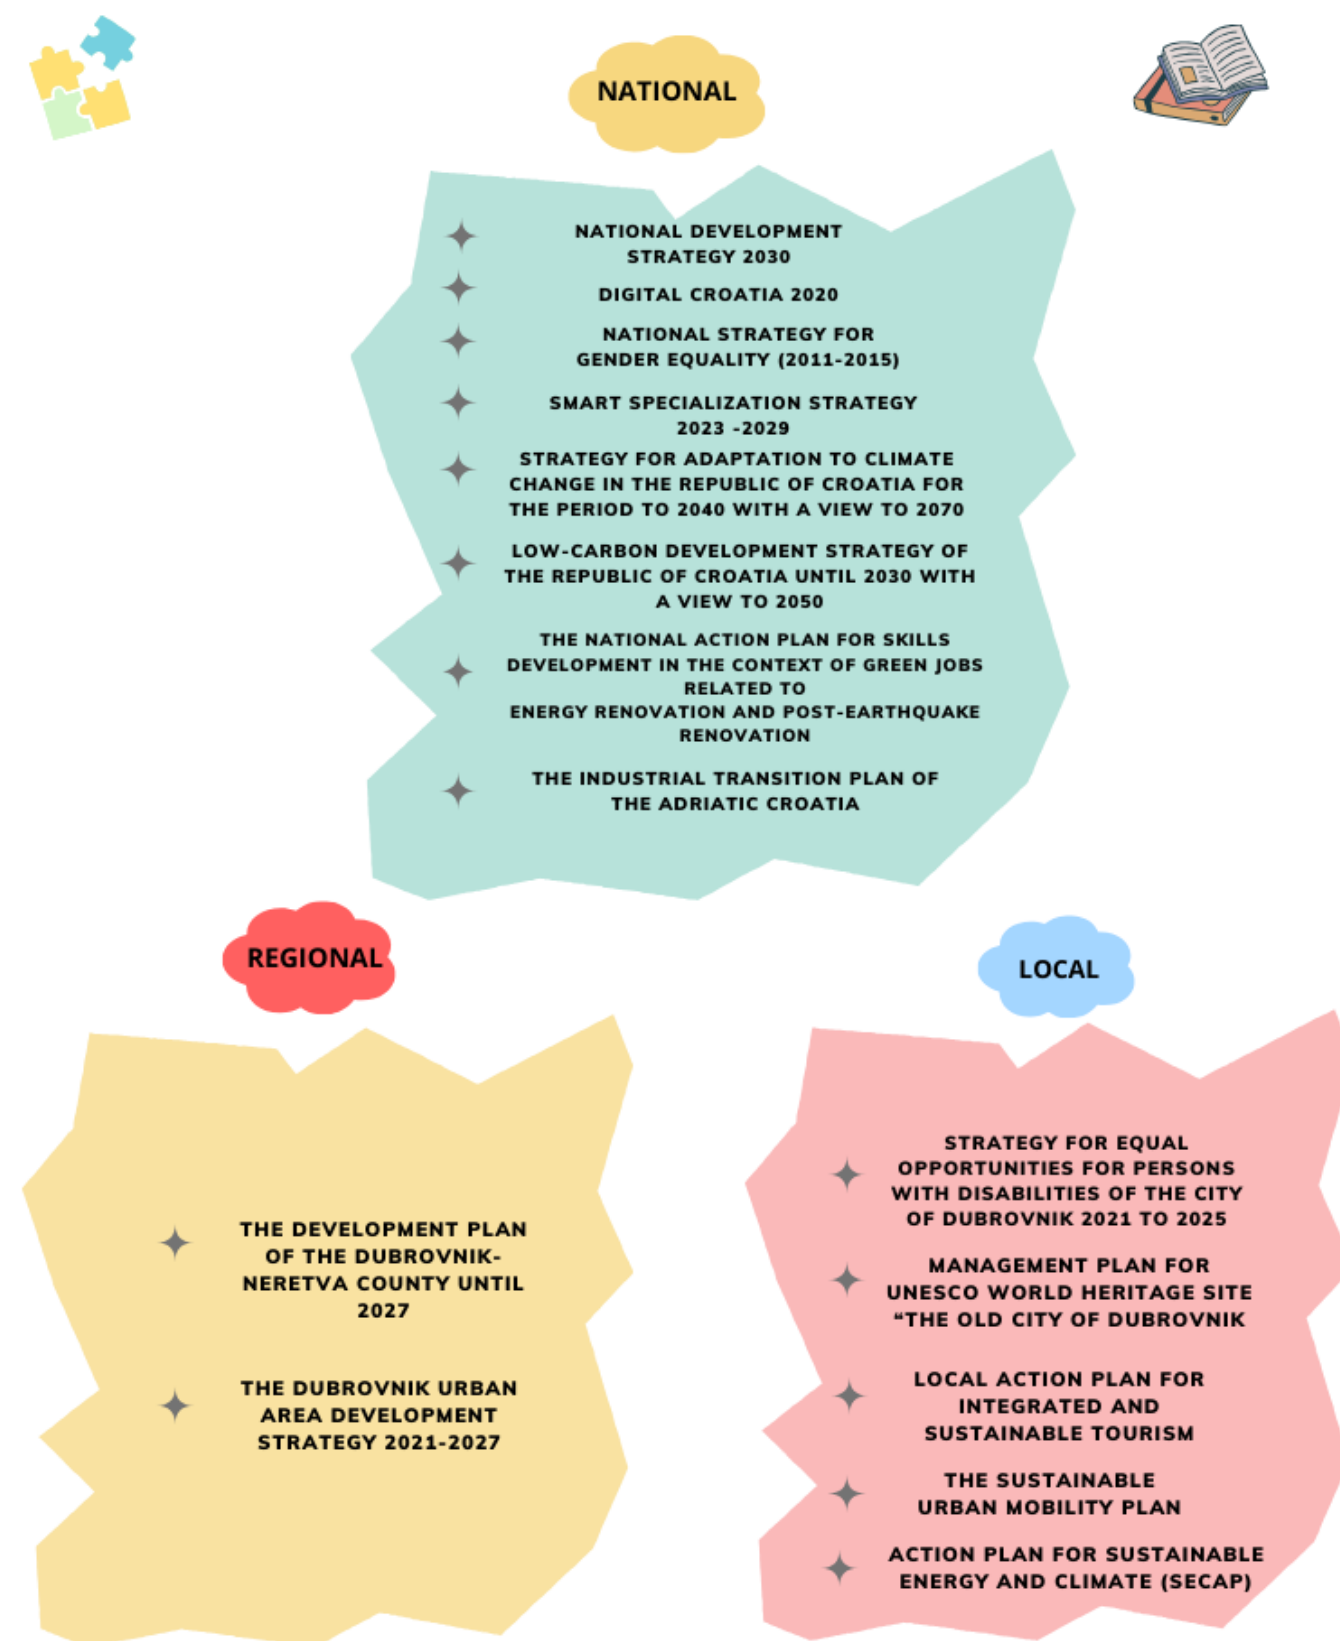 NATIONAL
NATIONAL DEVELOPMENT
STRATEGY 2030
DIGITAL CROATIA 2020
NATIONAL STRATEGY FOR
GENDER EQUALITY (2011-2015)
SMART SPECIALIZATION STRATEGY
2023 -2029
STRATEGY FOR ADAPTATION TO CLIMATE
CHANGE IN THE REPUBLIC OF CROATIA FOR
THE PERIOD TO 2040 WITH A VIEW TO 2070
LOW-CARBON DEVELOPMENT STRATEGY OF
THE REPUBLIC OF CROATIA UNTIL 2030 WITH
A VIEW TO 2050
THE NATIONAL ACTION PLAN FOR SKILLS
DEVELOPMENT IN THE CONTEXT OF GREEN JOBS
RELATED TO
ENERGY RENOVATION AND POST-EARTHQUAKE
RENOVATION
THE INDUSTRIAL TRANSITION PLAN OF
THE ADRIATIC CROATIA
REGIONAL
THE DEVELOPMENT PLAN
OF THE DUBROVNIK-
NERETVA COUNTY UNTIL
2027
THE DUBROVNIK URBAN
AREA DEVELOPMENT
STRATEGY 2021-2027
LOCAL
STRATEGY FOR EQUAL
OPPORTUNITIES FOR PERSONS
WITH DISABILITIES OF THE CITY
OF DUBROVNIK 2021 TO 2025
MANAGEMENT PLAN FOR
UNESCO WORLD HERITAGE SITE
“THE OLD CITY OF DUBROVNIK
LOCAL ACTION PLAN FOR
INTEGRATED AND
SUSTAINABLE TOURISM
THE SUSTAINABLE
URBAN MOBILITY PLAN
ACTION PLAN FOR SUSTAINABLE
ENERGY AND CLIMATE (SECAP)